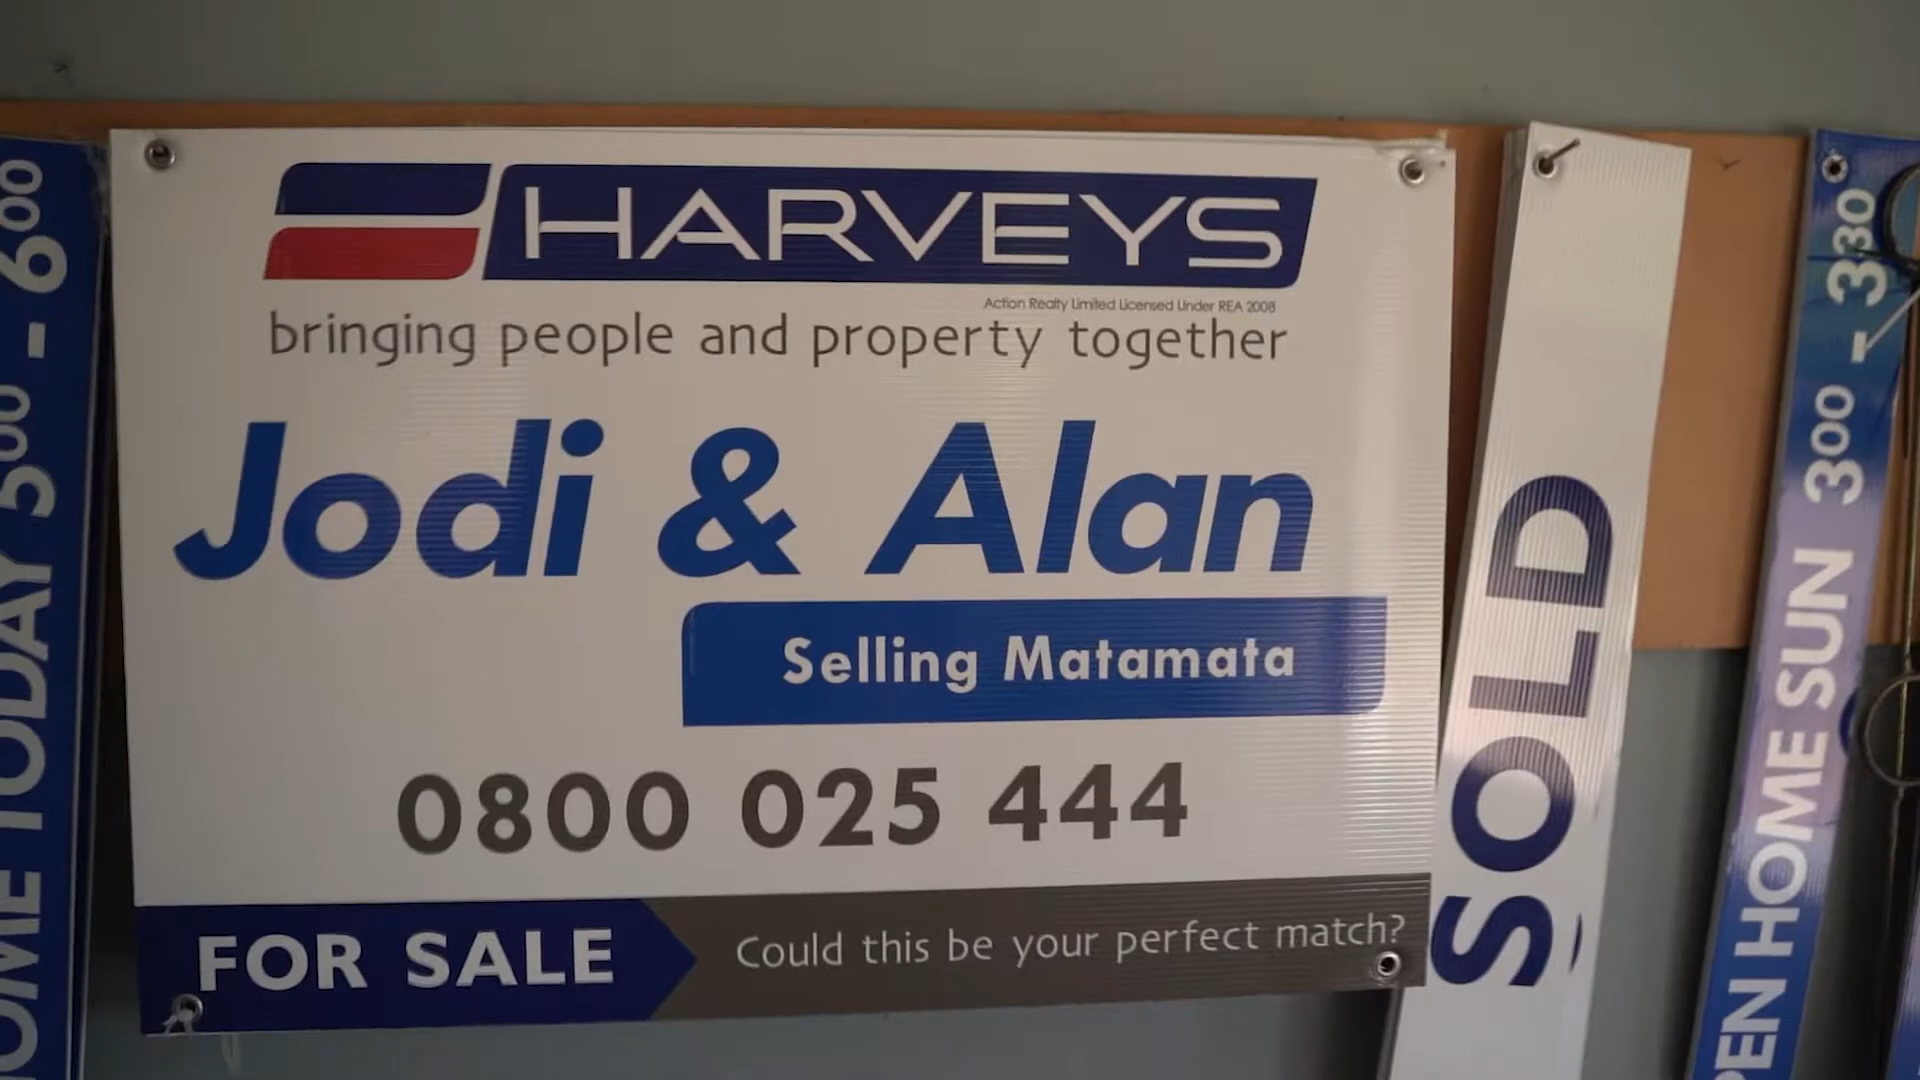 HOME TODAY 5⁰⁰ - 6⁰⁰
HARVEYS
Action Realty Limited Licensed Under REA 2008
bringing people and property together
Jodi & Alan
Selling Matamata
0800 025 444
FOR SALE
Could this be your perfect match?
SOLD
PEN HOME SUN 3⁰⁰ - 3³⁰